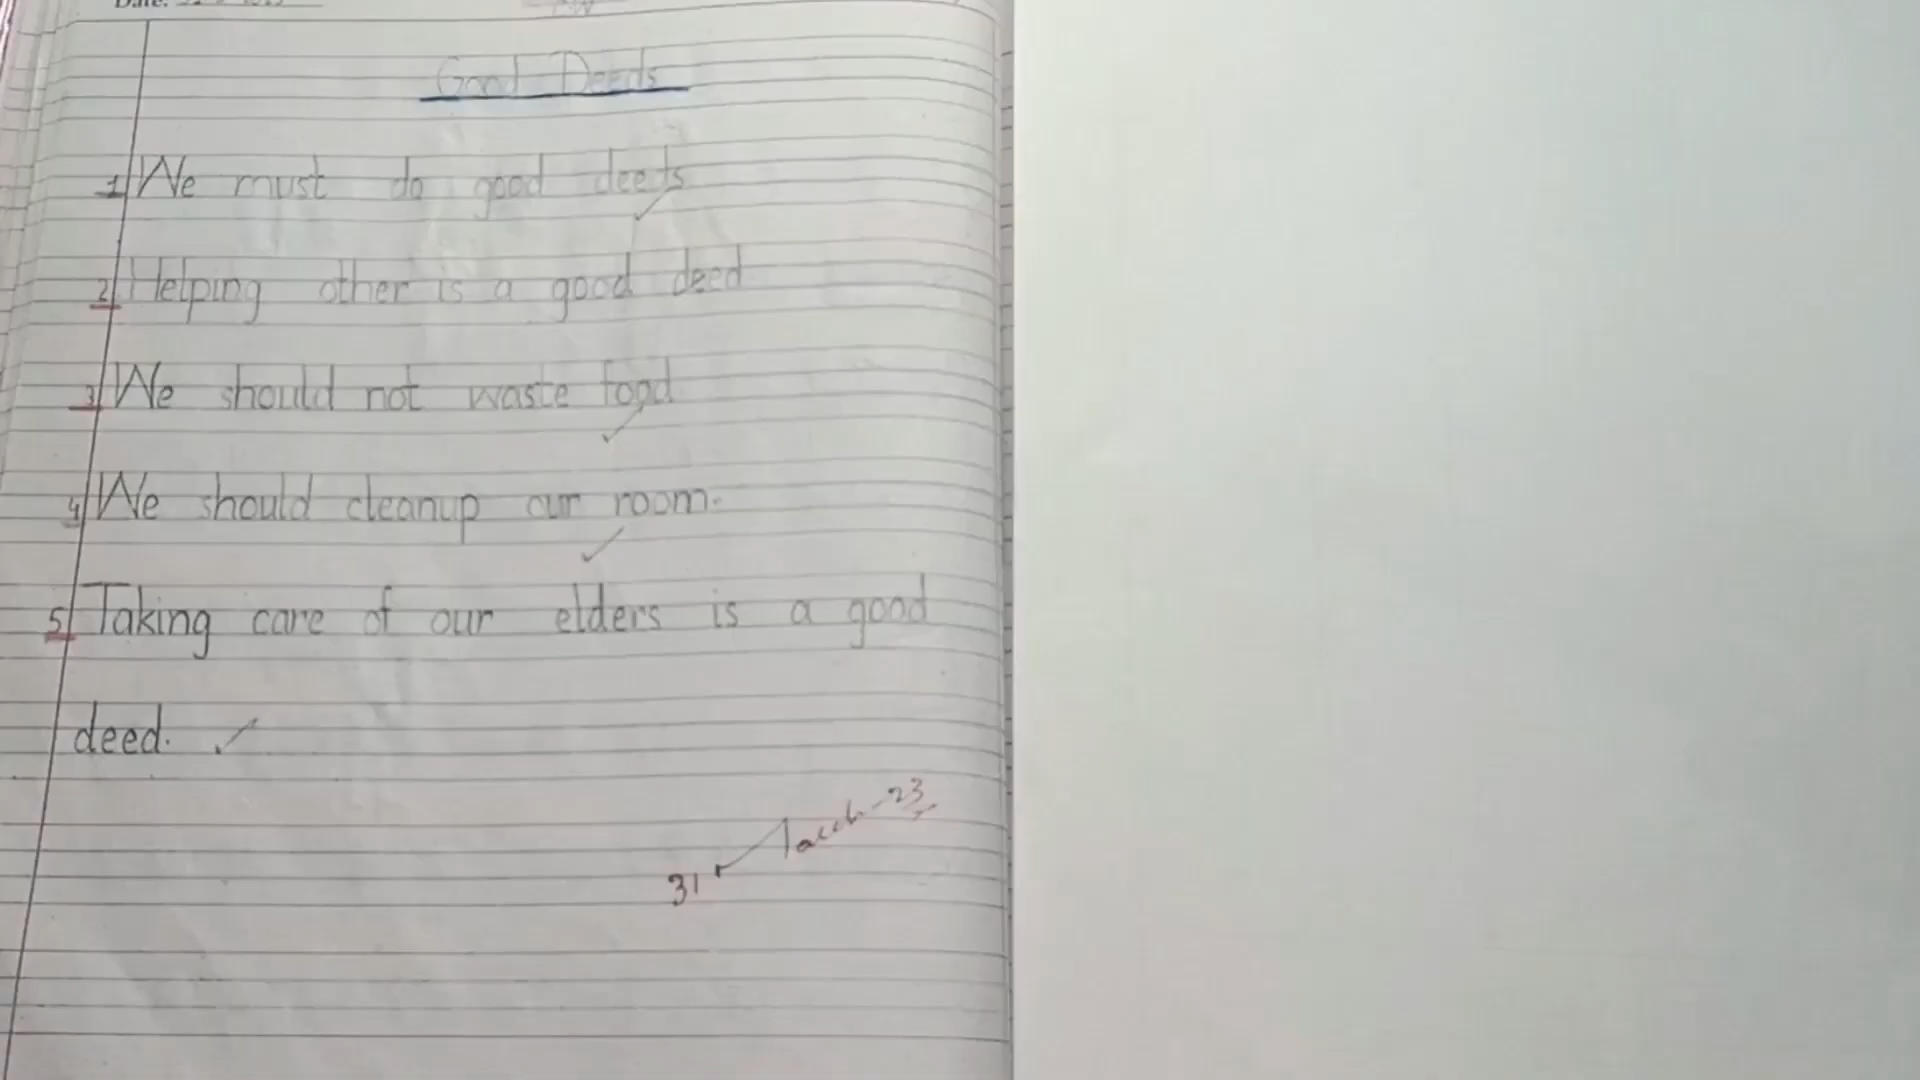 Date:
Good Deeds
1 We must do good deeds
2 Helping other is a good deed
3 We should not waste food
4 We should cleanup our room.
5 Taking care of our elders is a good
deed.
31
23